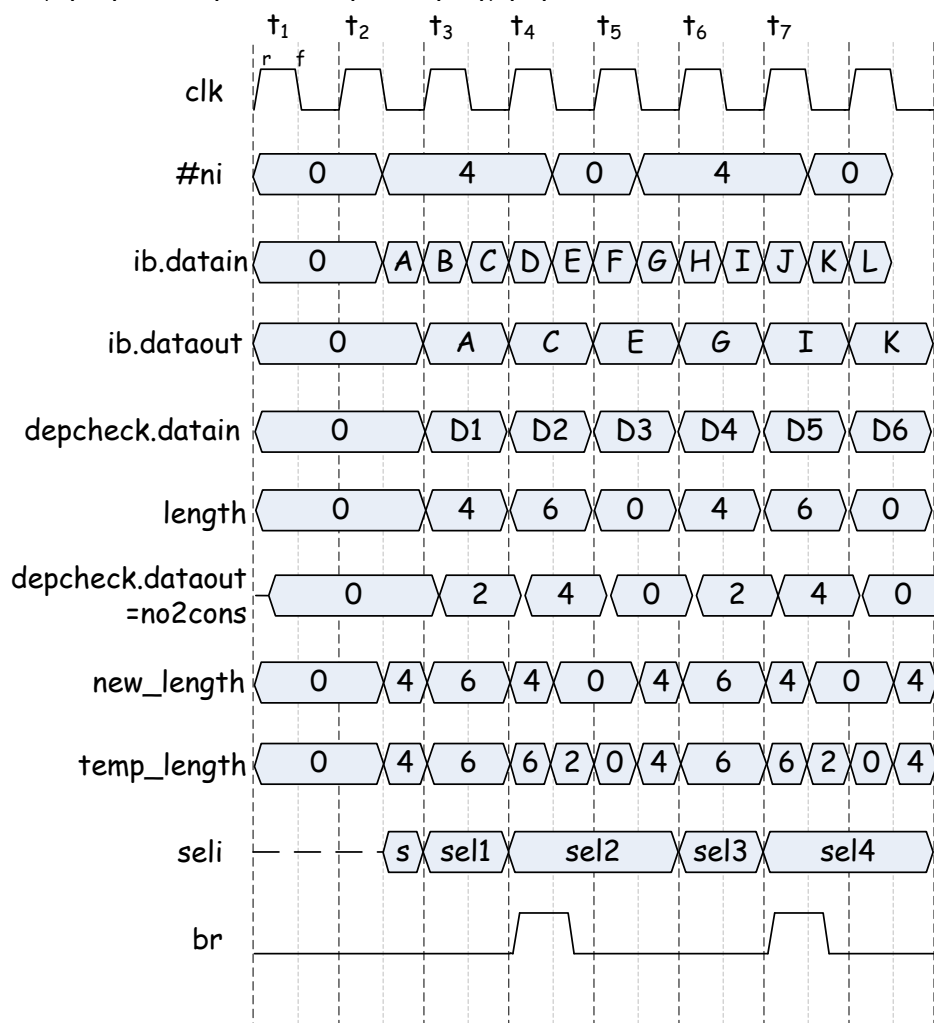 t1 t2 t3 t4 t5 t6 t7
r f
clk
#ni 0 4 0 4 0
ib.datain 0 A B C D E F G H I J K L
ib.dataout 0 A C E G I K
depcheck.datain 0 D1 D2 D3 D4 D5 D6
length 0 4 6 0 4 6 0
depcheck.dataout
=no2cons 0 2 4 0 2 4 0
new_length 0 4 6 4 0 4 6 4 0 4
temp_length 0 4 6 6 2 0 4 6 6 2 0 4
seli s sel1 sel2 sel3 sel4
br